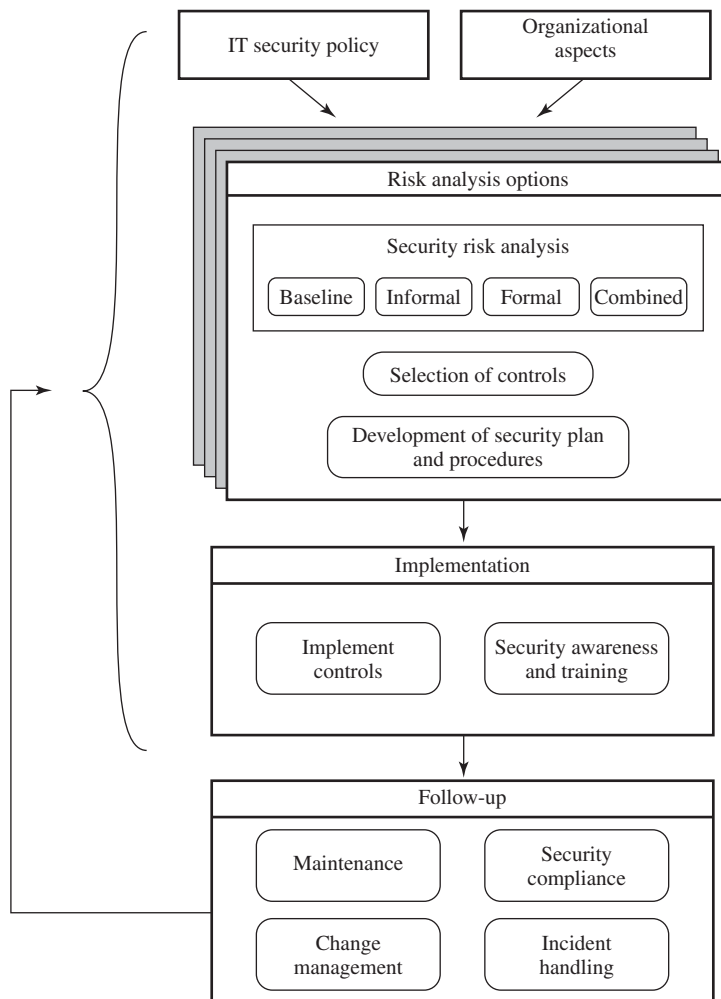 IT security policy
Organizational
aspects
Risk analysis options
Security risk analysis
Baseline
Informal
Formal
Combined
Selection of controls
Development of security plan
and procedures
Implementation
Implement
controls
Security awareness
and training
Follow-up
Maintenance
Security
compliance
Change
management
Incident
handling